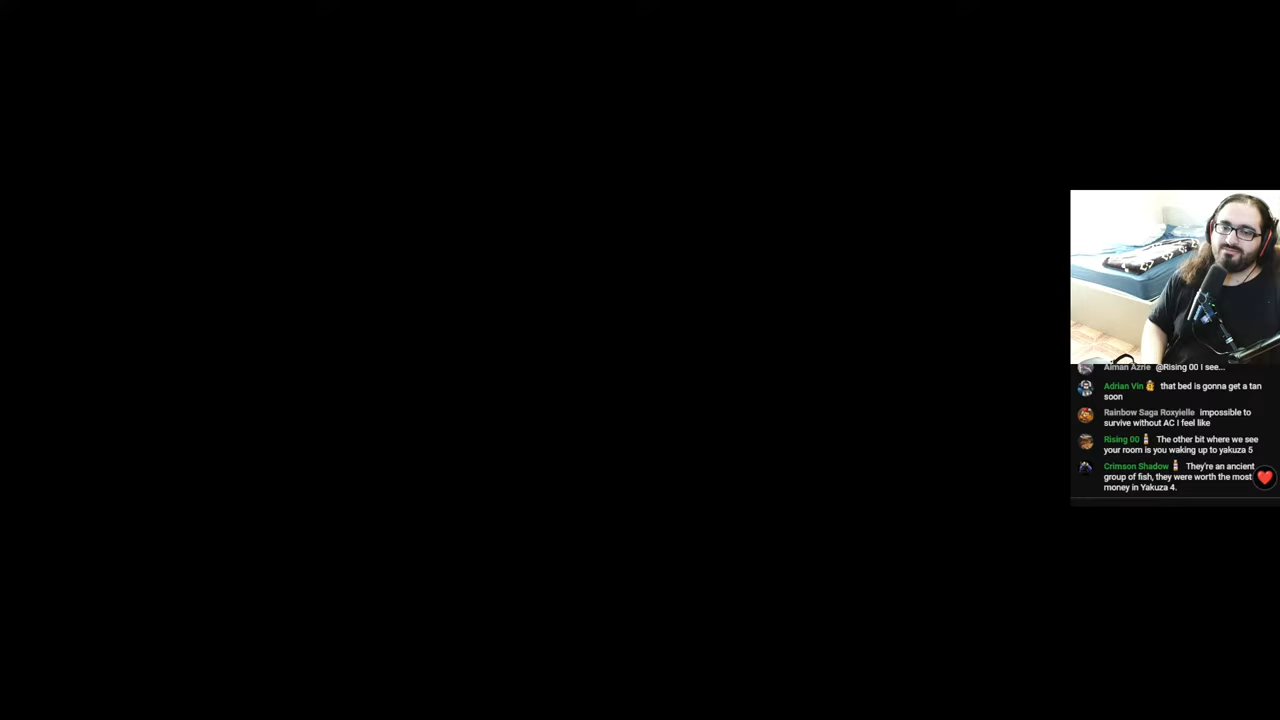 Aiman Azrie @Rising 00 I see...
Adrian Vin that bed is gonna get a tan
soon
Rainbow Saga Roxyielle impossible to
survive without AC I feel like
Rising 00 The other bit where we see
your room is you waking up to yakuza 5
Crimson Shadow They're an ancient
group of fish, they were worth the most
money in Yakuza 4.